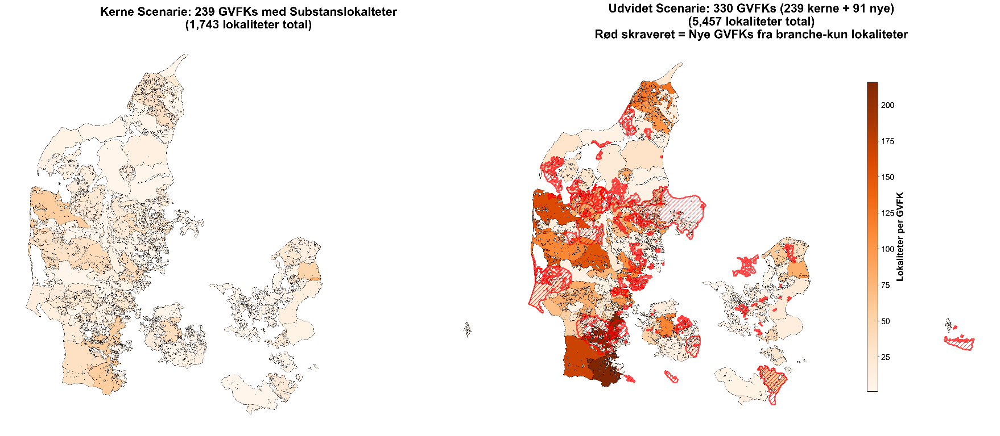 Kerne Scenarie: 239 GVFKs med Substanslokalteter
(1,743 lokaliteter total)
Udvidet Scenarie: 330 GVFKs (239 kerne + 91 nye)
(5,457 lokaliteter total)
Rød skraveret = Nye GVFKs fra branche-kun lokaliteter
200
175
150
125
100
75
50
25
Lokaliteter per GVFK